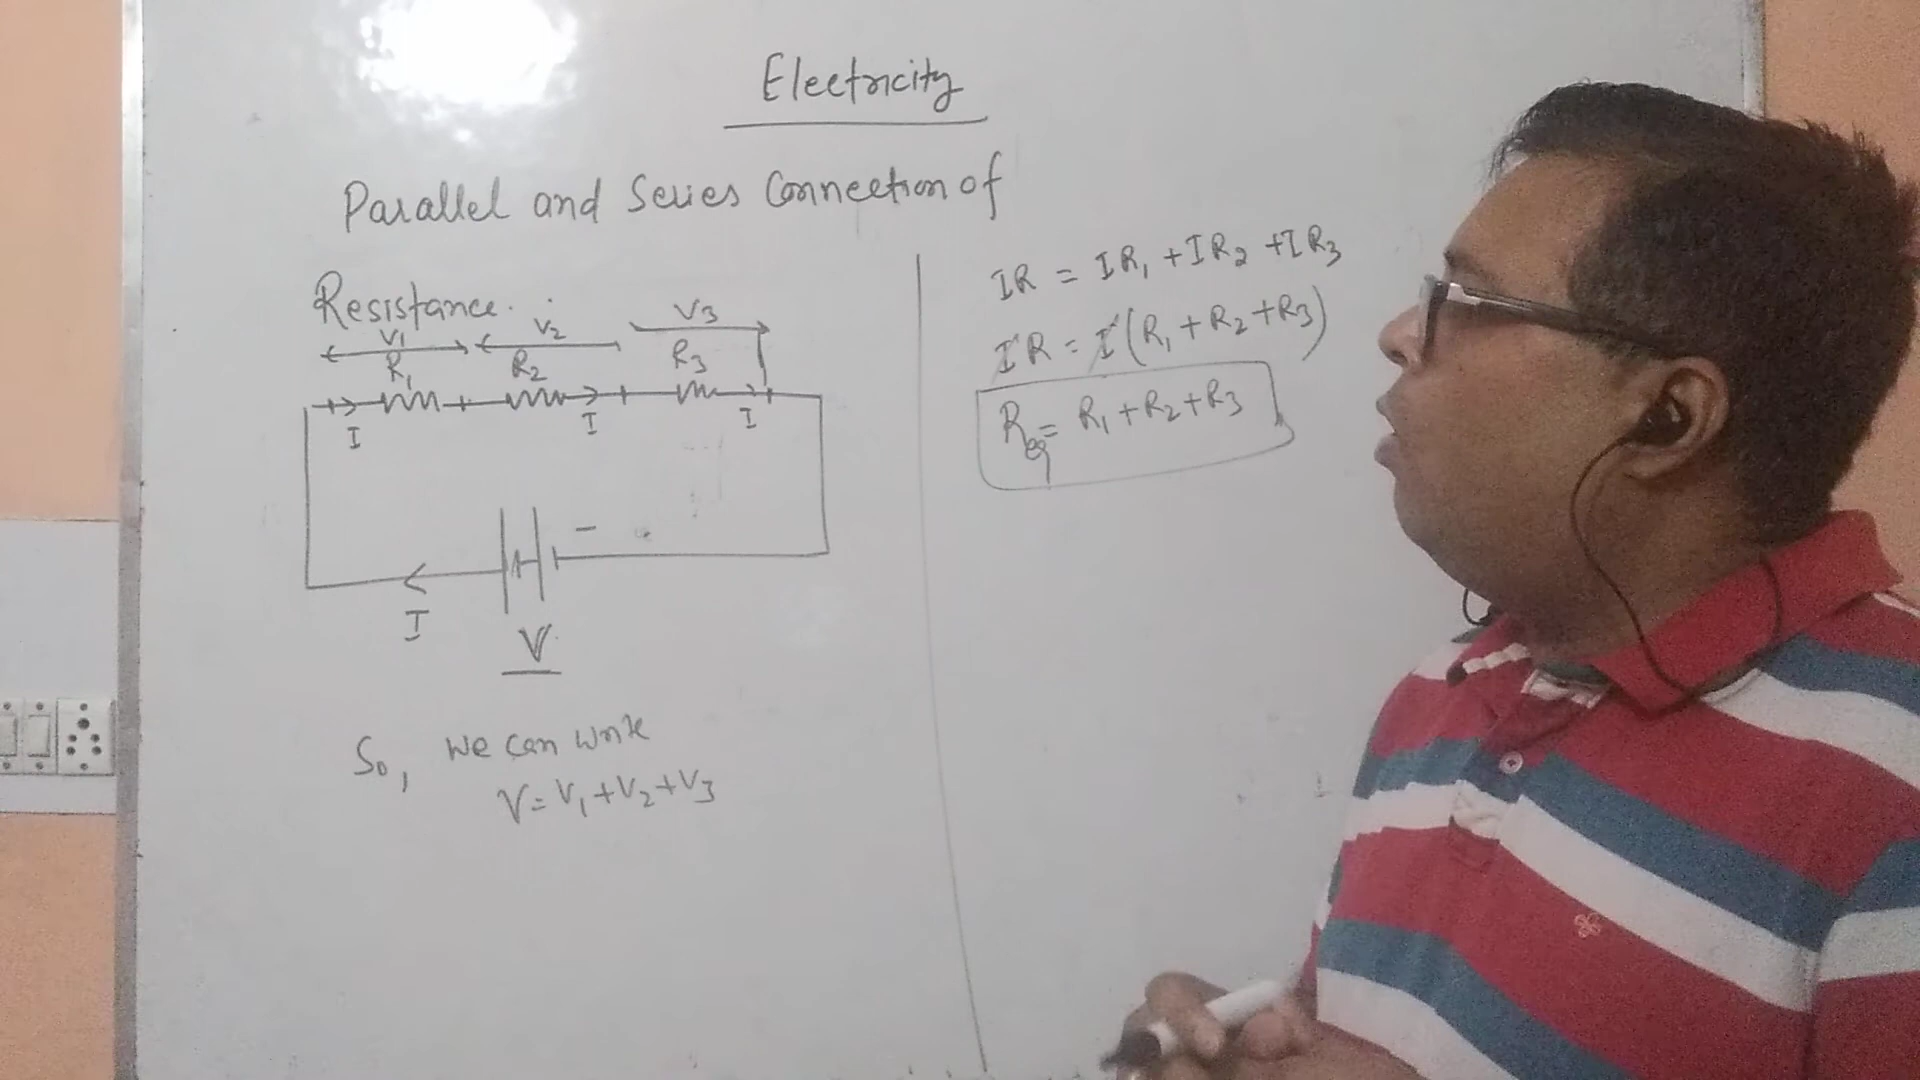 Electricity
Parallel and Series Connection of
Resistance.
V1 V2 V3
R1 R2 R3
I I I
-
I
V
So, we can write
V = V1 + V2 + V3
IR = IR1 + IR2 + IR3
IR = I (R1 + R2 + R3)
Req = R1 + R2 + R3